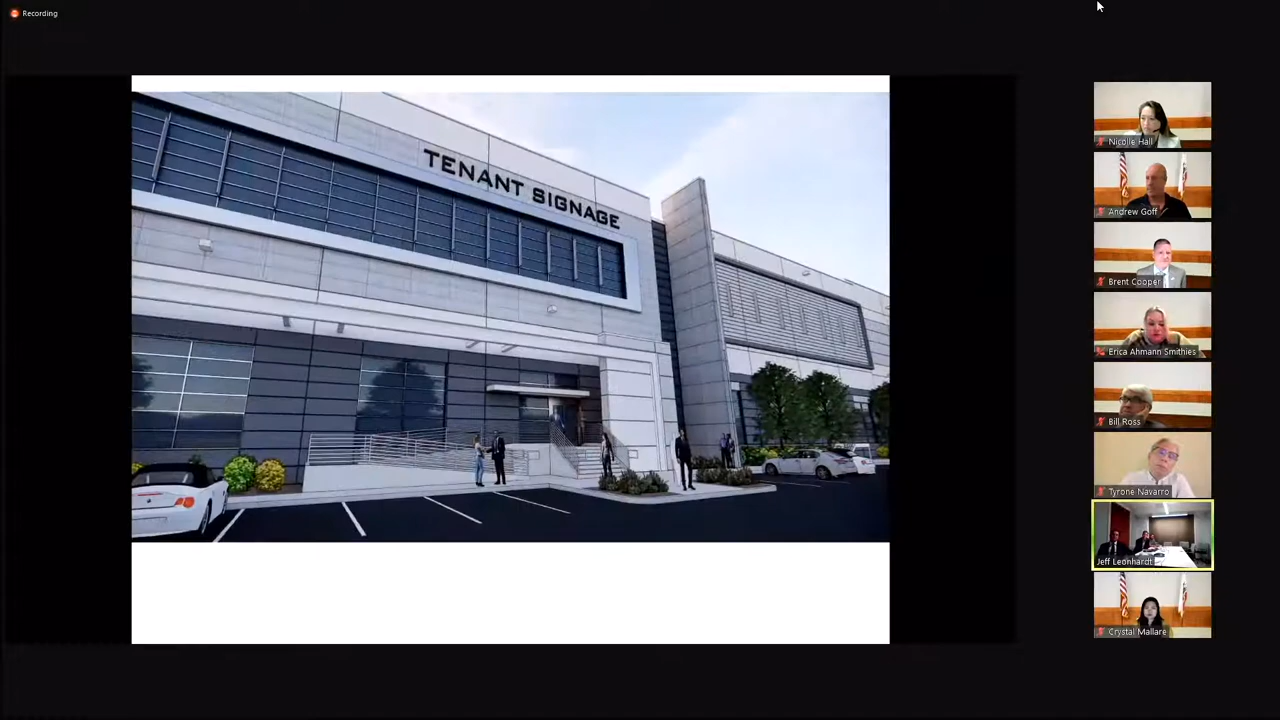 Recording
TENANT SIGNAGE
Nicolle Hall
Andrew Goff
Brent Cooper
Erica Ahmann Smithies
Bill Ross
Tyrone Navarro
Jeff Leonhardt
Crystal Mallare